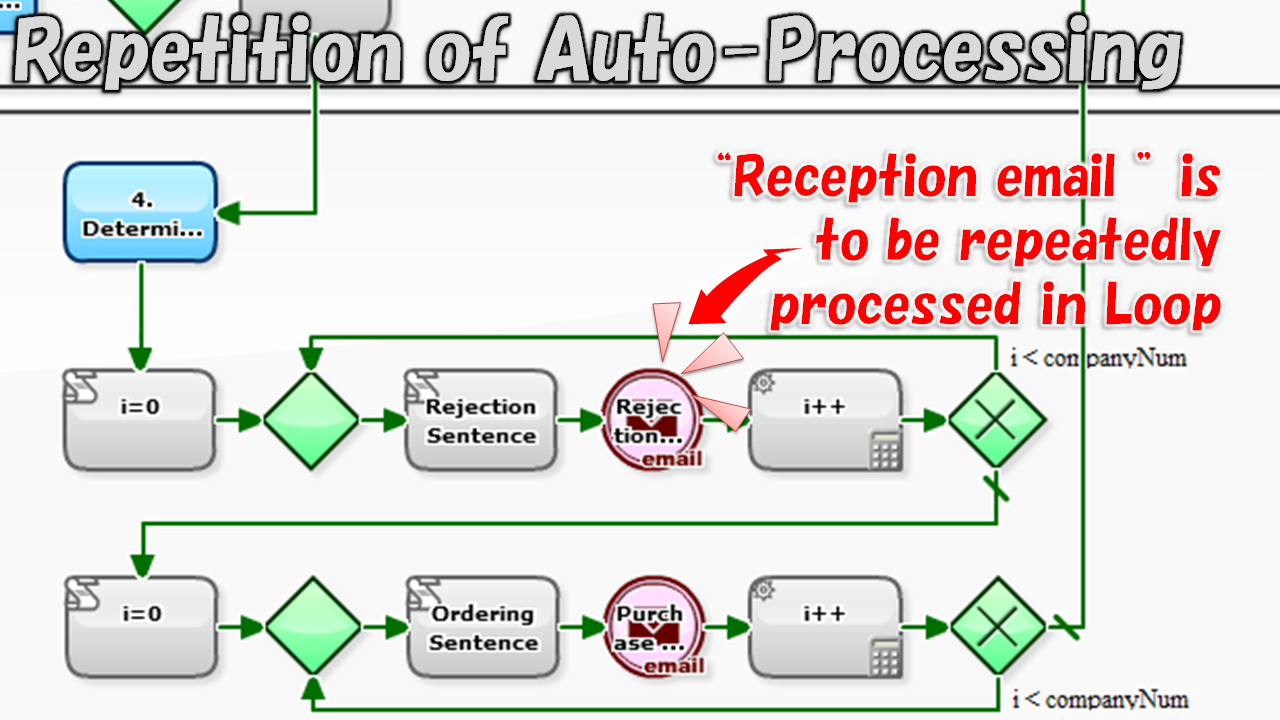 Repetition of Auto-Processing
“Reception email ” is
to be repeatedly
processed in Loop
4.
Determi...
i < companyNum
i=0
Rejection
Sentence
Rejec
tion...
email
i++
i=0
Ordering
Sentence
Purch
ase ...
email
i++
i < companyNum